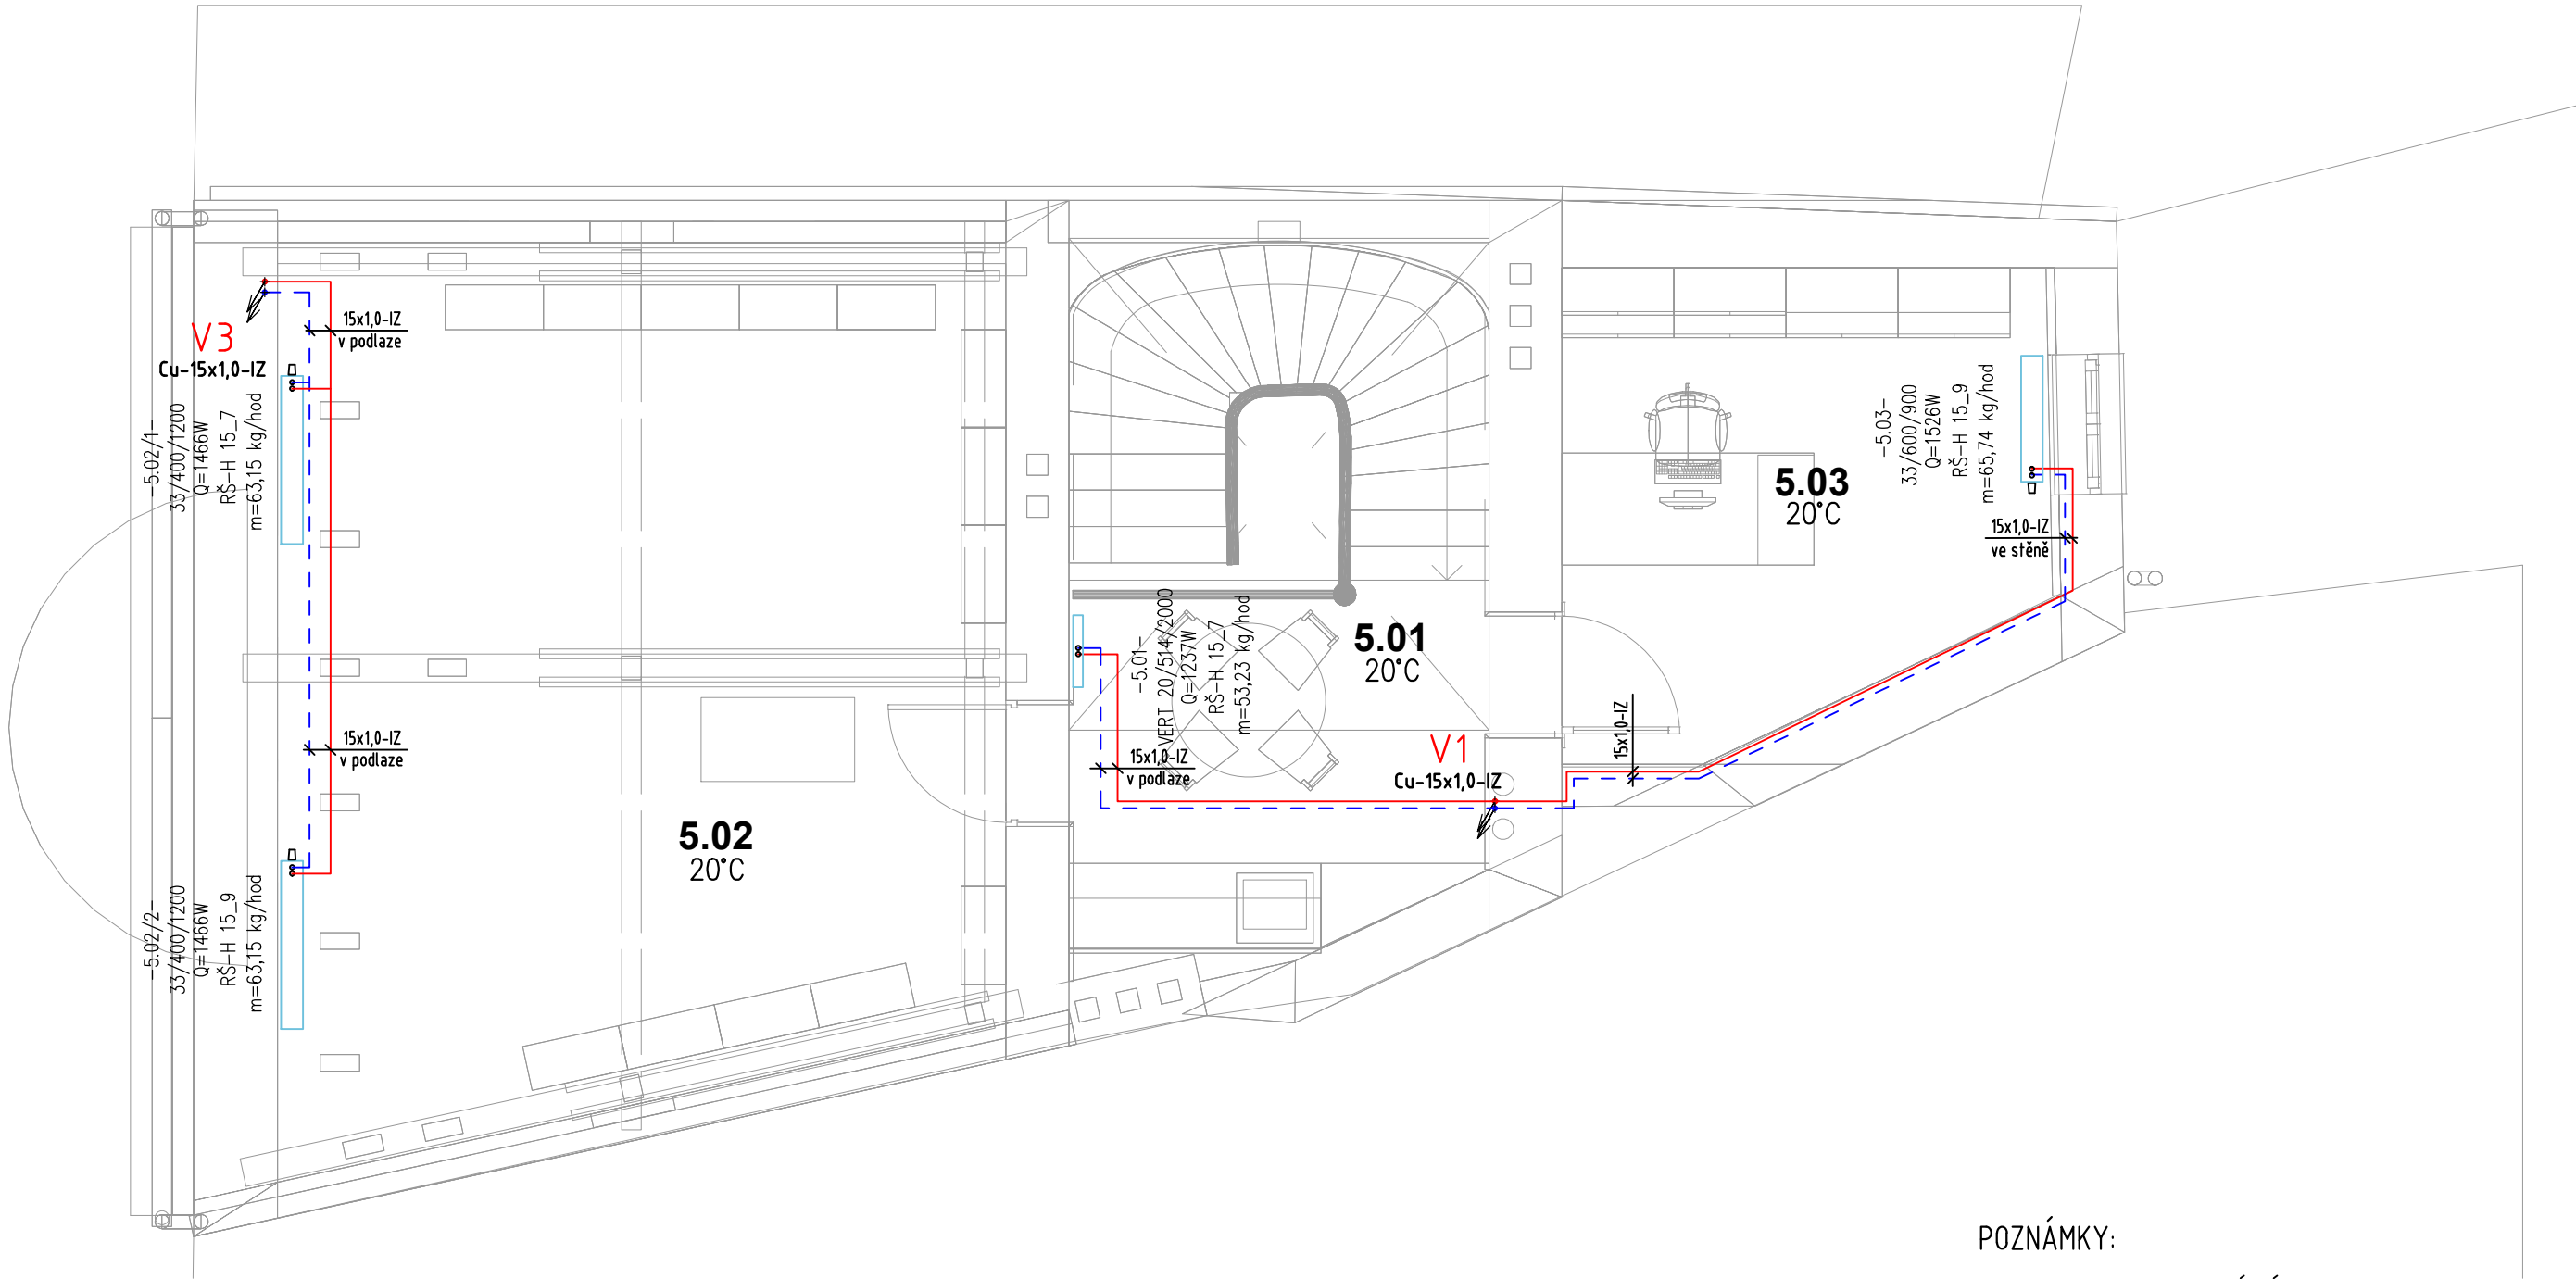 V3
Cu-15x1,0-IZ
15x1,0-IZ
v podlaze
-5.02/1-
33/400/1200
Q=1466W
RŠ-H 15_7
m=63,15 kg/hod
15x1,0-IZ
v podlaze
-5.02/2-
33/400/1200
Q=1466W
RŠ-H 15_9
m=63,15 kg/hod
5.02
20°C
-5.01-
VERT 20/514/2000
Q=1237W
RŠ-H 15_7
m=53,23 kg/hod
15x1,0-IZ
v podlaze
5.01
20°C
V1
Cu-15x1,0-IZ
15x1,0-IZ
5.03
20°C
-5.03-
33/600/900
Q=1526W
RŠ-H 15_9
m=65,74 kg/hod
15x1,0-IZ
ve stěně
POZNÁMKY: